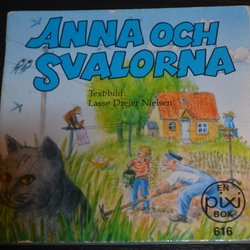 ANNA OCH
SVALORNA
Text/bild:
Lasse Drejer Nielsen
EN
pixi
BOK
616